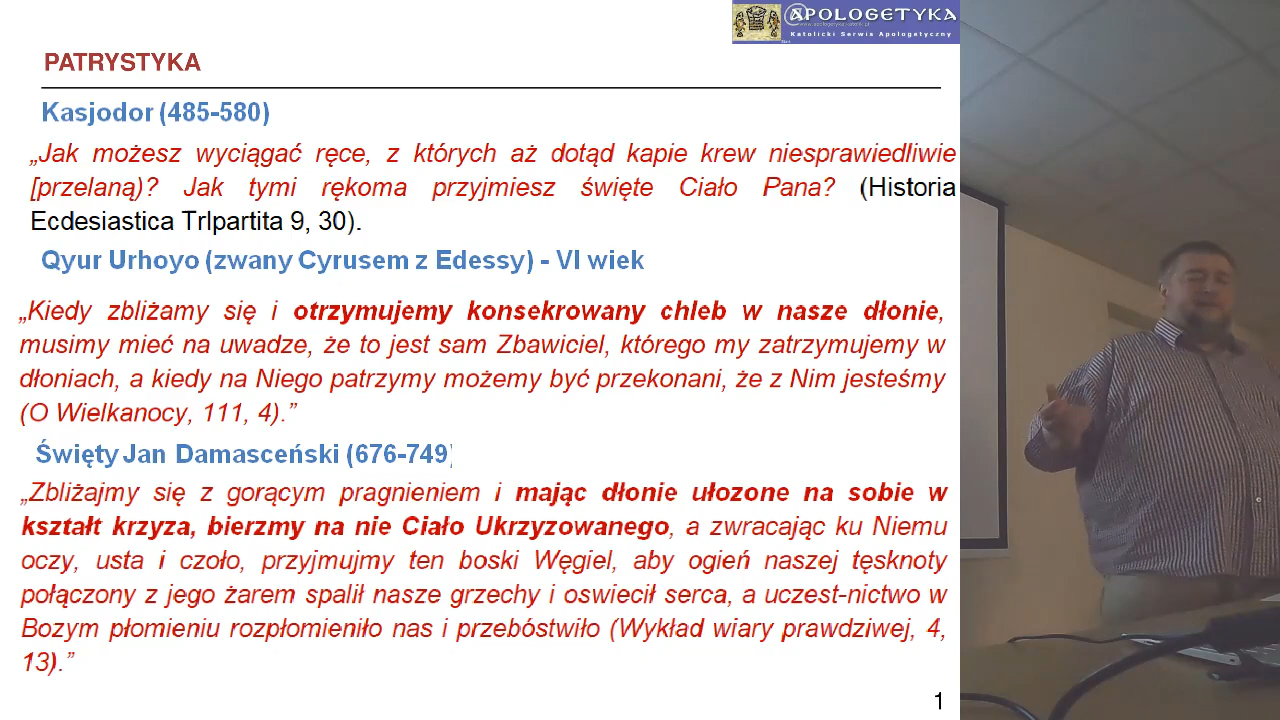 @APOLOGETYKA
www.apologetyka.katolik.pl
Katolicki Serwis Apologetyczny
PATRYSTYKA
Kasjodor (485-580)
„Jak możesz wyciągać ręce, z których aż dotąd kapie krew niesprawiedliwie
[przelaną)? Jak tymi rękoma przyjmiesz święte Ciało Pana? (Historia
Ecdesiastica Trlpartita 9, 30).
Qyur Urhoyo (zwany Cyrusem z Edessy) - VI wiek
„Kiedy zbliżamy się i otrzymujemy konsekrowany chleb w nasze dłonie,
musimy mieć na uwadze, że to jest sam Zbawiciel, którego my zatrzymujemy w
dłoniach, a kiedy na Niego patrzymy możemy być przekonani, że z Nim jesteśmy
(O Wielkanocy, 111, 4).”
Święty Jan Damasceński (676-749)
„Zbliżajmy się z gorącym pragnieniem i mając dłonie ułozone na sobie w
kształt krzyza, bierzmy na nie Ciało Ukrzyzowanego, a zwracając ku Niemu
oczy, usta i czoło, przyjmujmy ten boski Węgiel, aby ogień naszej tęsknoty
połączony z jego żarem spalił nasze grzechy i oswiecił serca, a uczest-nictwo w
Bozym płomieniu rozpłomieniło nas i przebóstwiło (Wykład wiary prawdziwej, 4,
13).”
1